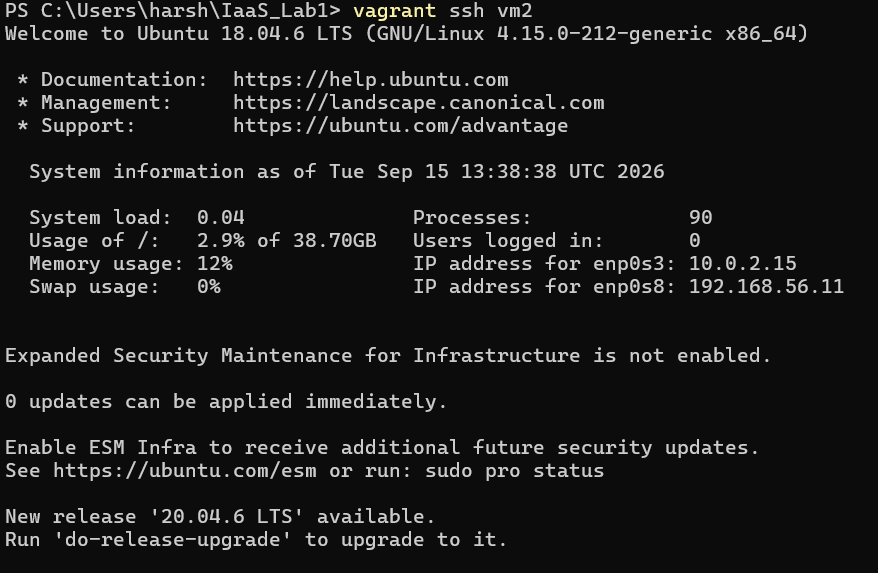 PS C:\Users\harsh\IaaS_Lab1> vagrant ssh vm2
Welcome to Ubuntu 18.04.6 LTS (GNU/Linux 4.15.0-212-generic x86_64)
* Documentation:  https://help.ubuntu.com
* Management:     https://landscape.canonical.com
* Support:        https://ubuntu.com/advantage
System information as of Tue Sep 15 13:38:38 UTC 2026
System load:  0.04               Processes:             90
Usage of /:   2.9% of 38.70GB   Users logged in:       0
Memory usage: 12%               IP address for enp0s3: 10.0.2.15
Swap usage:   0%                IP address for enp0s8: 192.168.56.11
Expanded Security Maintenance for Infrastructure is not enabled.
0 updates can be applied immediately.
Enable ESM Infra to receive additional future security updates.
See https://ubuntu.com/esm or run: sudo pro status
New release '20.04.6 LTS' available.
Run 'do-release-upgrade' to upgrade to it.